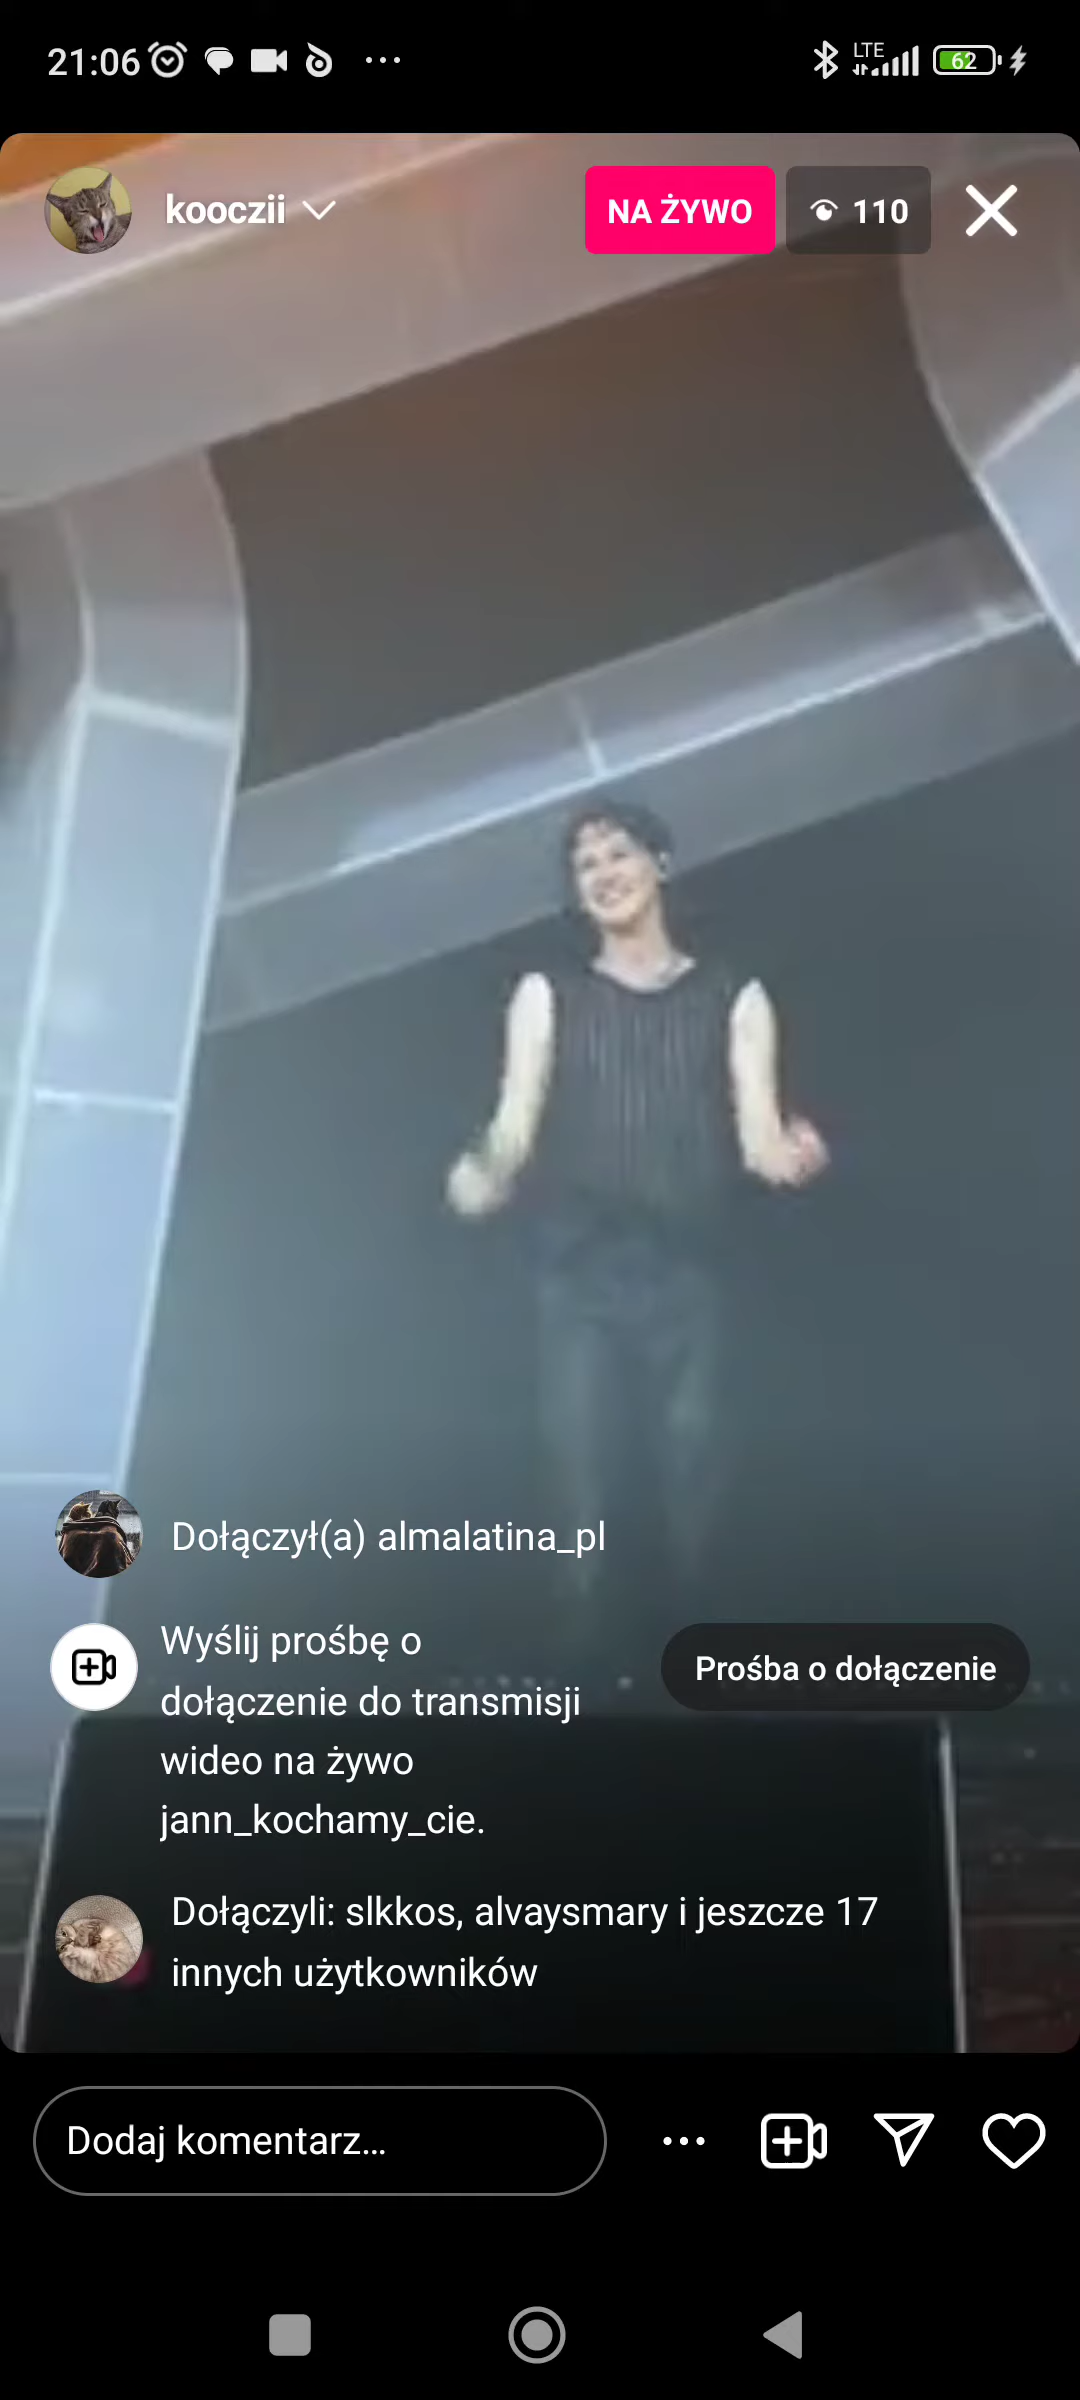 21:06
LTE
62
kooczii
NA ŻYWO
110
Dołączył(a) almalatina_pl
Wyślij prośbę o
dołączenie do transmisji
wideo na żywo
jann_kochamy_cie.
Prośba o dołączenie
Dołączyli: slkkos, alvaysmary i jeszcze 17
innych użytkowników
Dodaj komentarz...